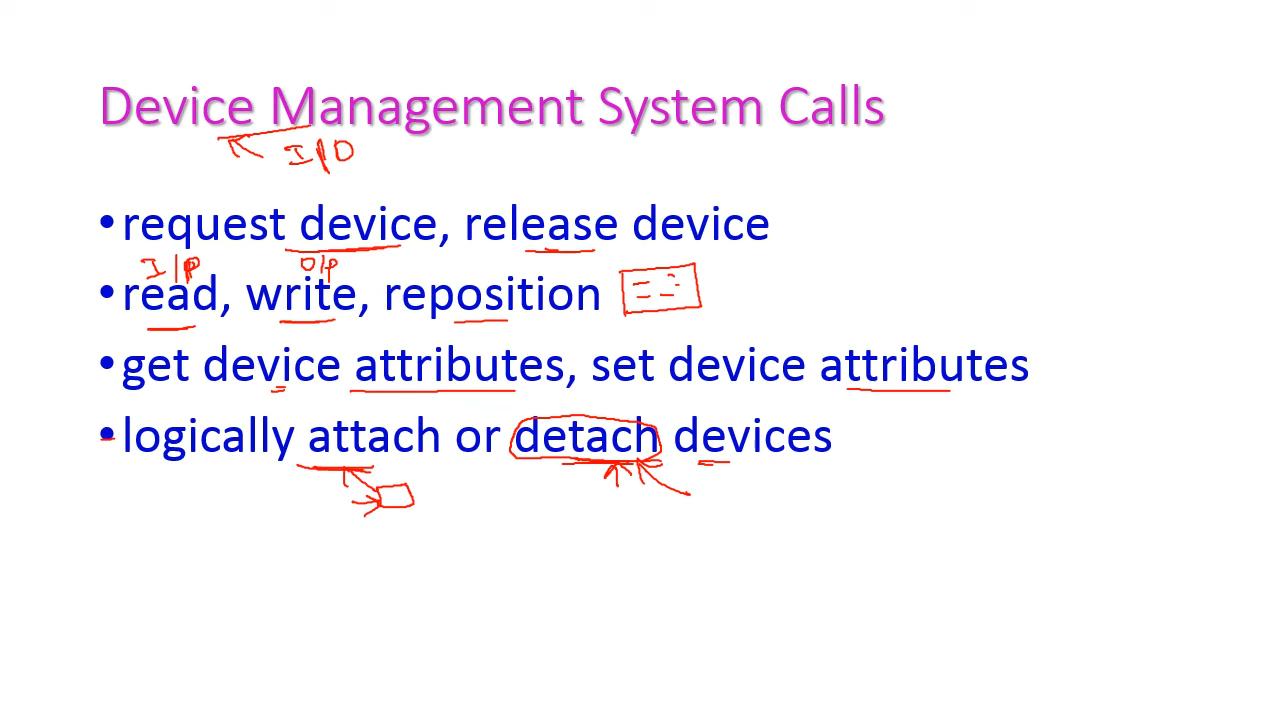 Device Management System Calls
I/O
• request device, release device
I/p O/p
• read, write, reposition
• get device attributes, set device attributes
• logically attach or detach devices